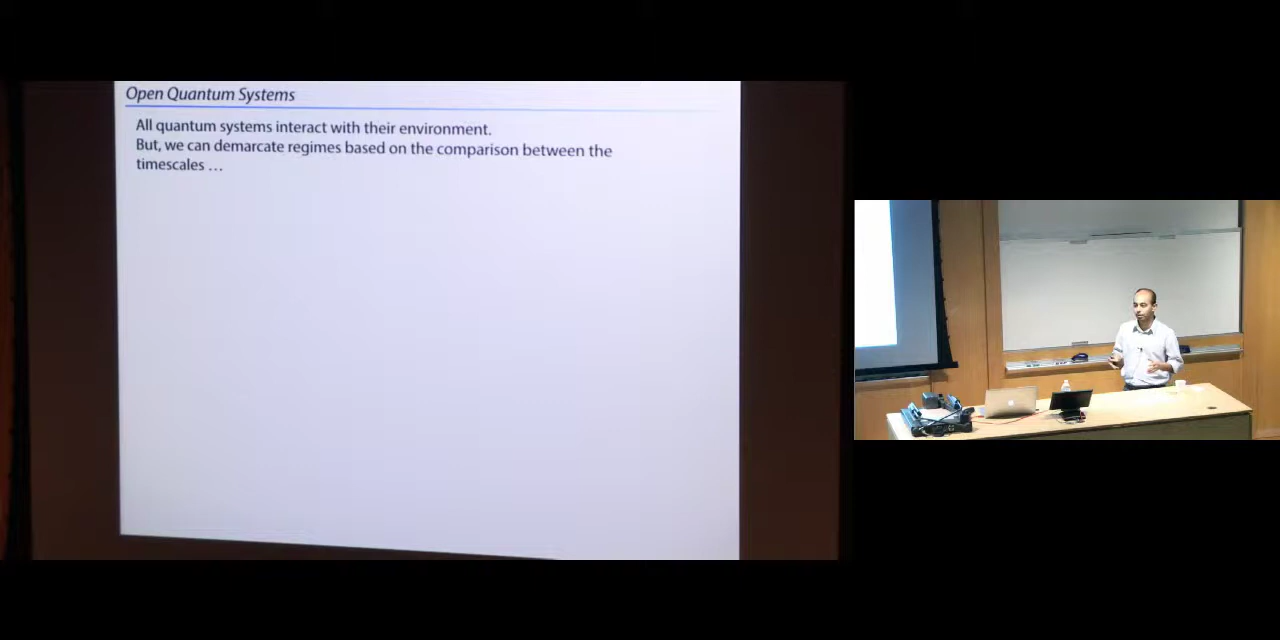 Open Quantum Systems
All quantum systems interact with their environment.
But, we can demarcate regimes based on the comparison between the
timescales …